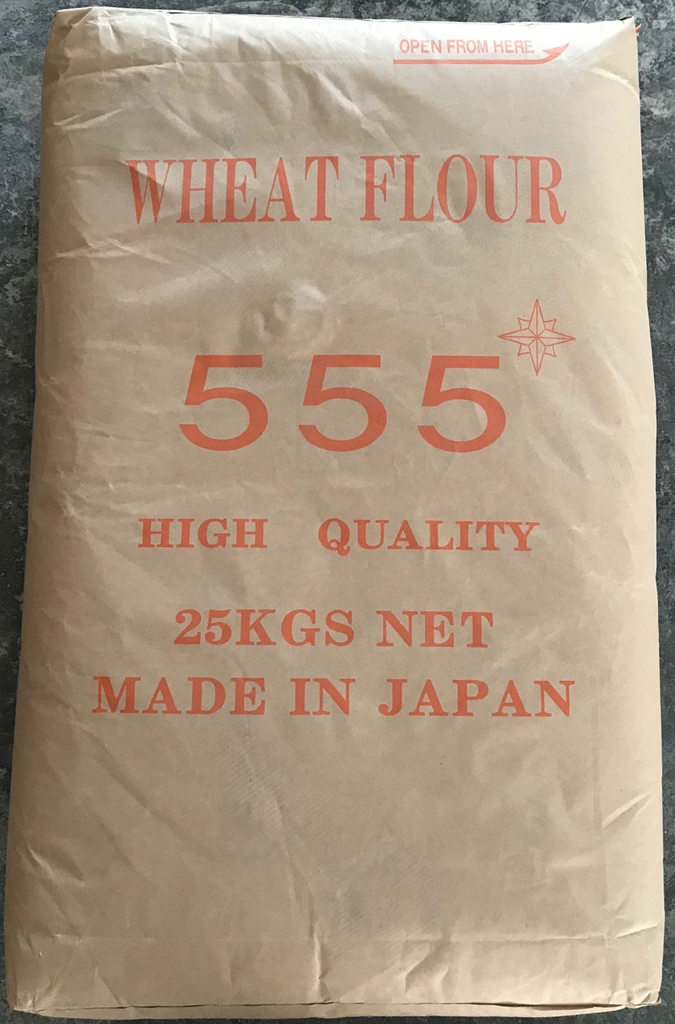 OPEN FROM HERE
WHEAT FLOUR
555
HIGH QUALITY
25KGS NET
MADE IN JAPAN